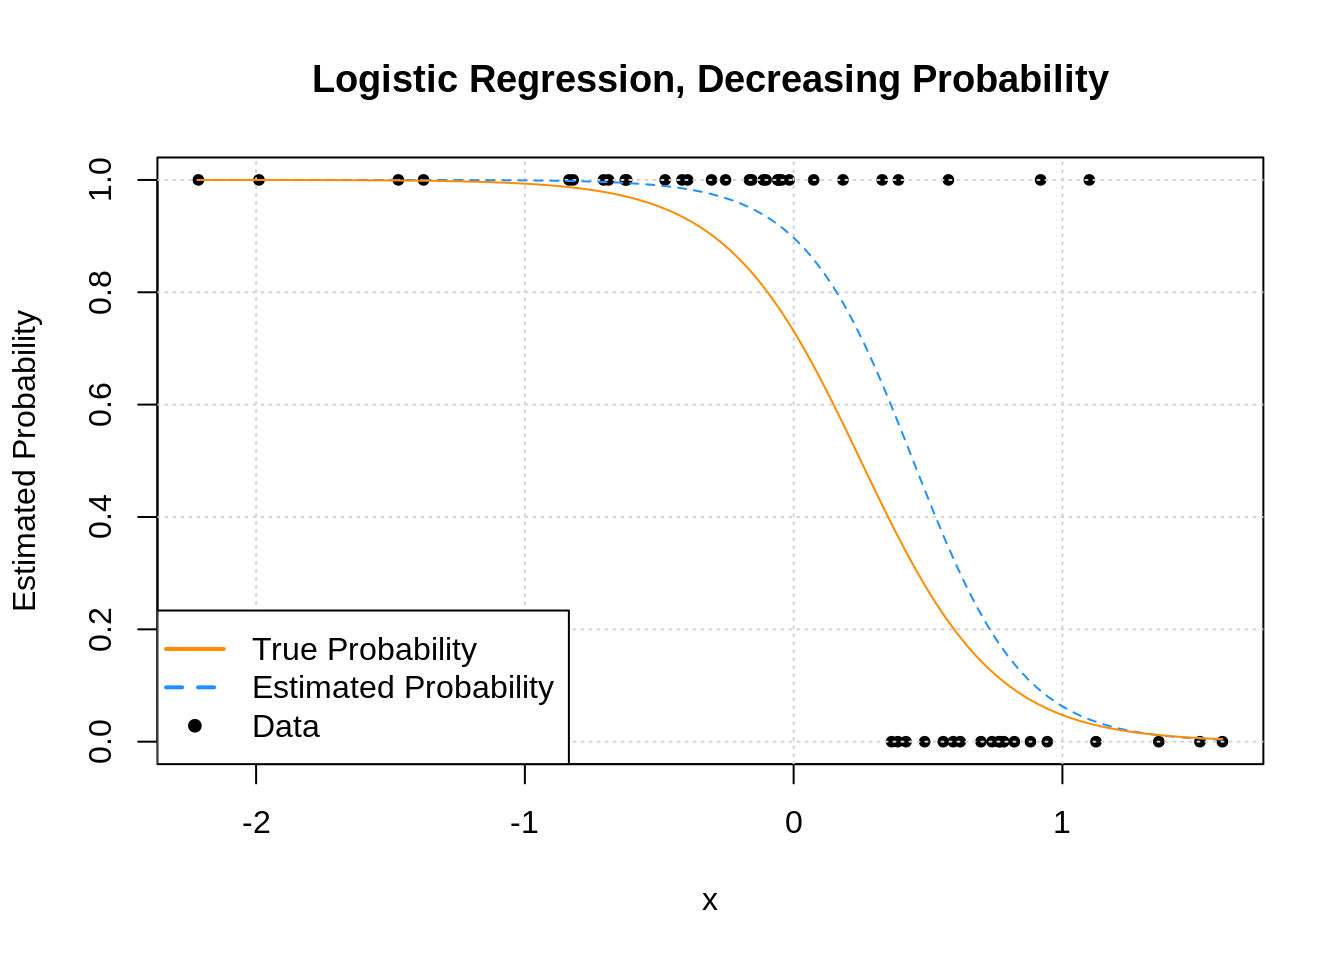 Logistic Regression, Decreasing Probability
Estimated Probability
1.0
0.8
0.6
0.4
0.2
0.0
True Probability
Estimated Probability
Data
-2
-1
0
1
x